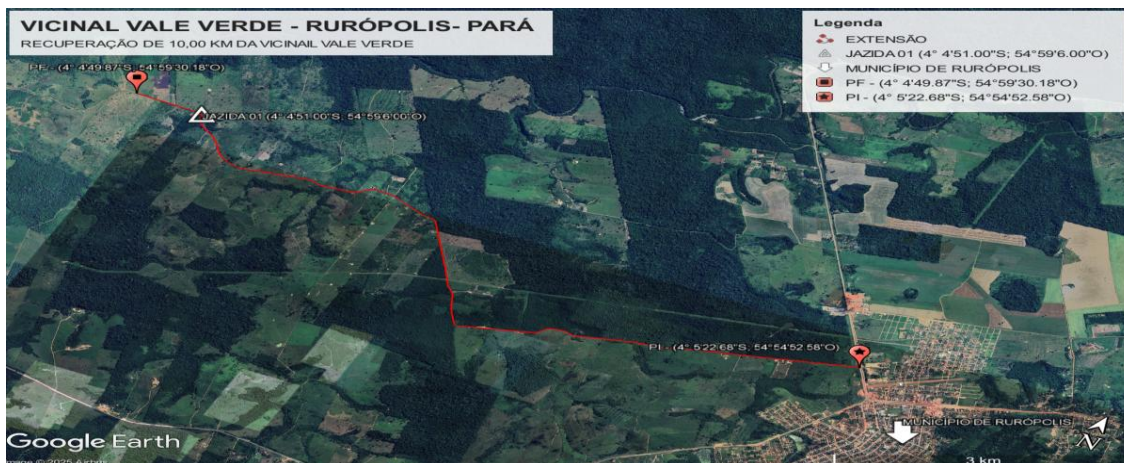 VICINAL VALE VERDE - RURÓPOLIS- PARÁ
RECUPERAÇÃO DE 10,00 KM DA VICINAIL VALE VERDE
Legenda
EXTENSÃO
JAZIDA 01 (4° 4'51.00"S; 54°59'6.00"O)
MUNICÍPIO DE RURÓPOLIS
PF - (4° 4'49.87"S; 54°59'30.18"O)
PI - (4° 5'22.68"S; 54°54'52.58"O)
PF - (4° 4'49.87"S; 54°59'30.18"O)
JAZIDA 01 (4° 4'51.00"S; 54°59'6.00"O)
PI - (4° 5'22.68"S; 54°54'52.58"O)
MUNICÍPIO DE RURÓPOLIS
Google Earth
N
Image © 2025 Airbus
3 km